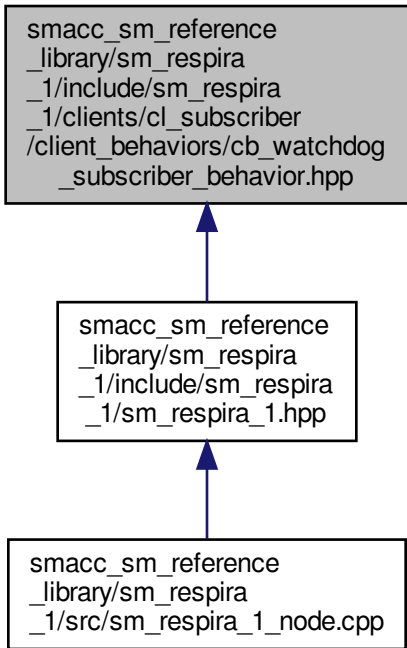 smacc_sm_reference
_library/sm_respira
_1/include/sm_respira
_1/clients/cl_subscriber
/client_behaviors/cb_watchdog
_subscriber_behavior.hpp
smacc_sm_reference
_library/sm_respira
_1/include/sm_respira
_1/sm_respira_1.hpp
smacc_sm_reference
_library/sm_respira
_1/src/sm_respira_1_node.cpp